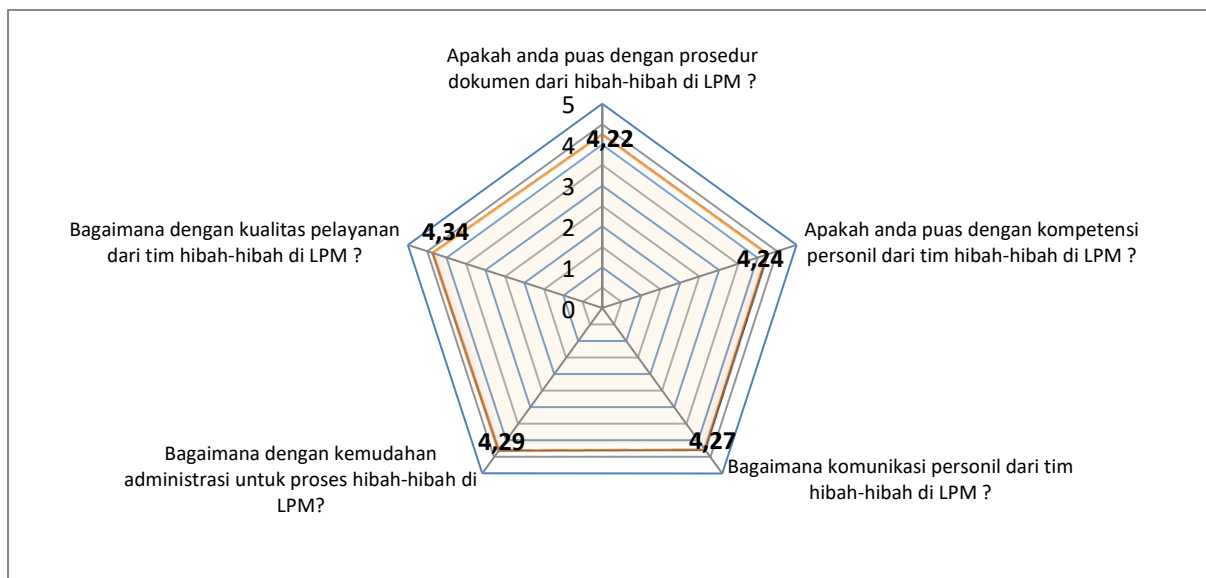 Apakah anda puas dengan prosedur
dokumen dari hibah-hibah di LPM ?
5
4,22
4
3
2
1
0
Apakah anda puas dengan kompetensi
personil dari tim hibah-hibah di LPM ?
4,24
Bagaimana komunikasi personil dari tim
hibah-hibah di LPM ?
4,27
Bagaimana dengan kemudahan
administrasi untuk proses hibah-hibah di
LPM?
4,29
Bagaimana dengan kualitas pelayanan
dari tim hibah-hibah di LPM ?
4,34